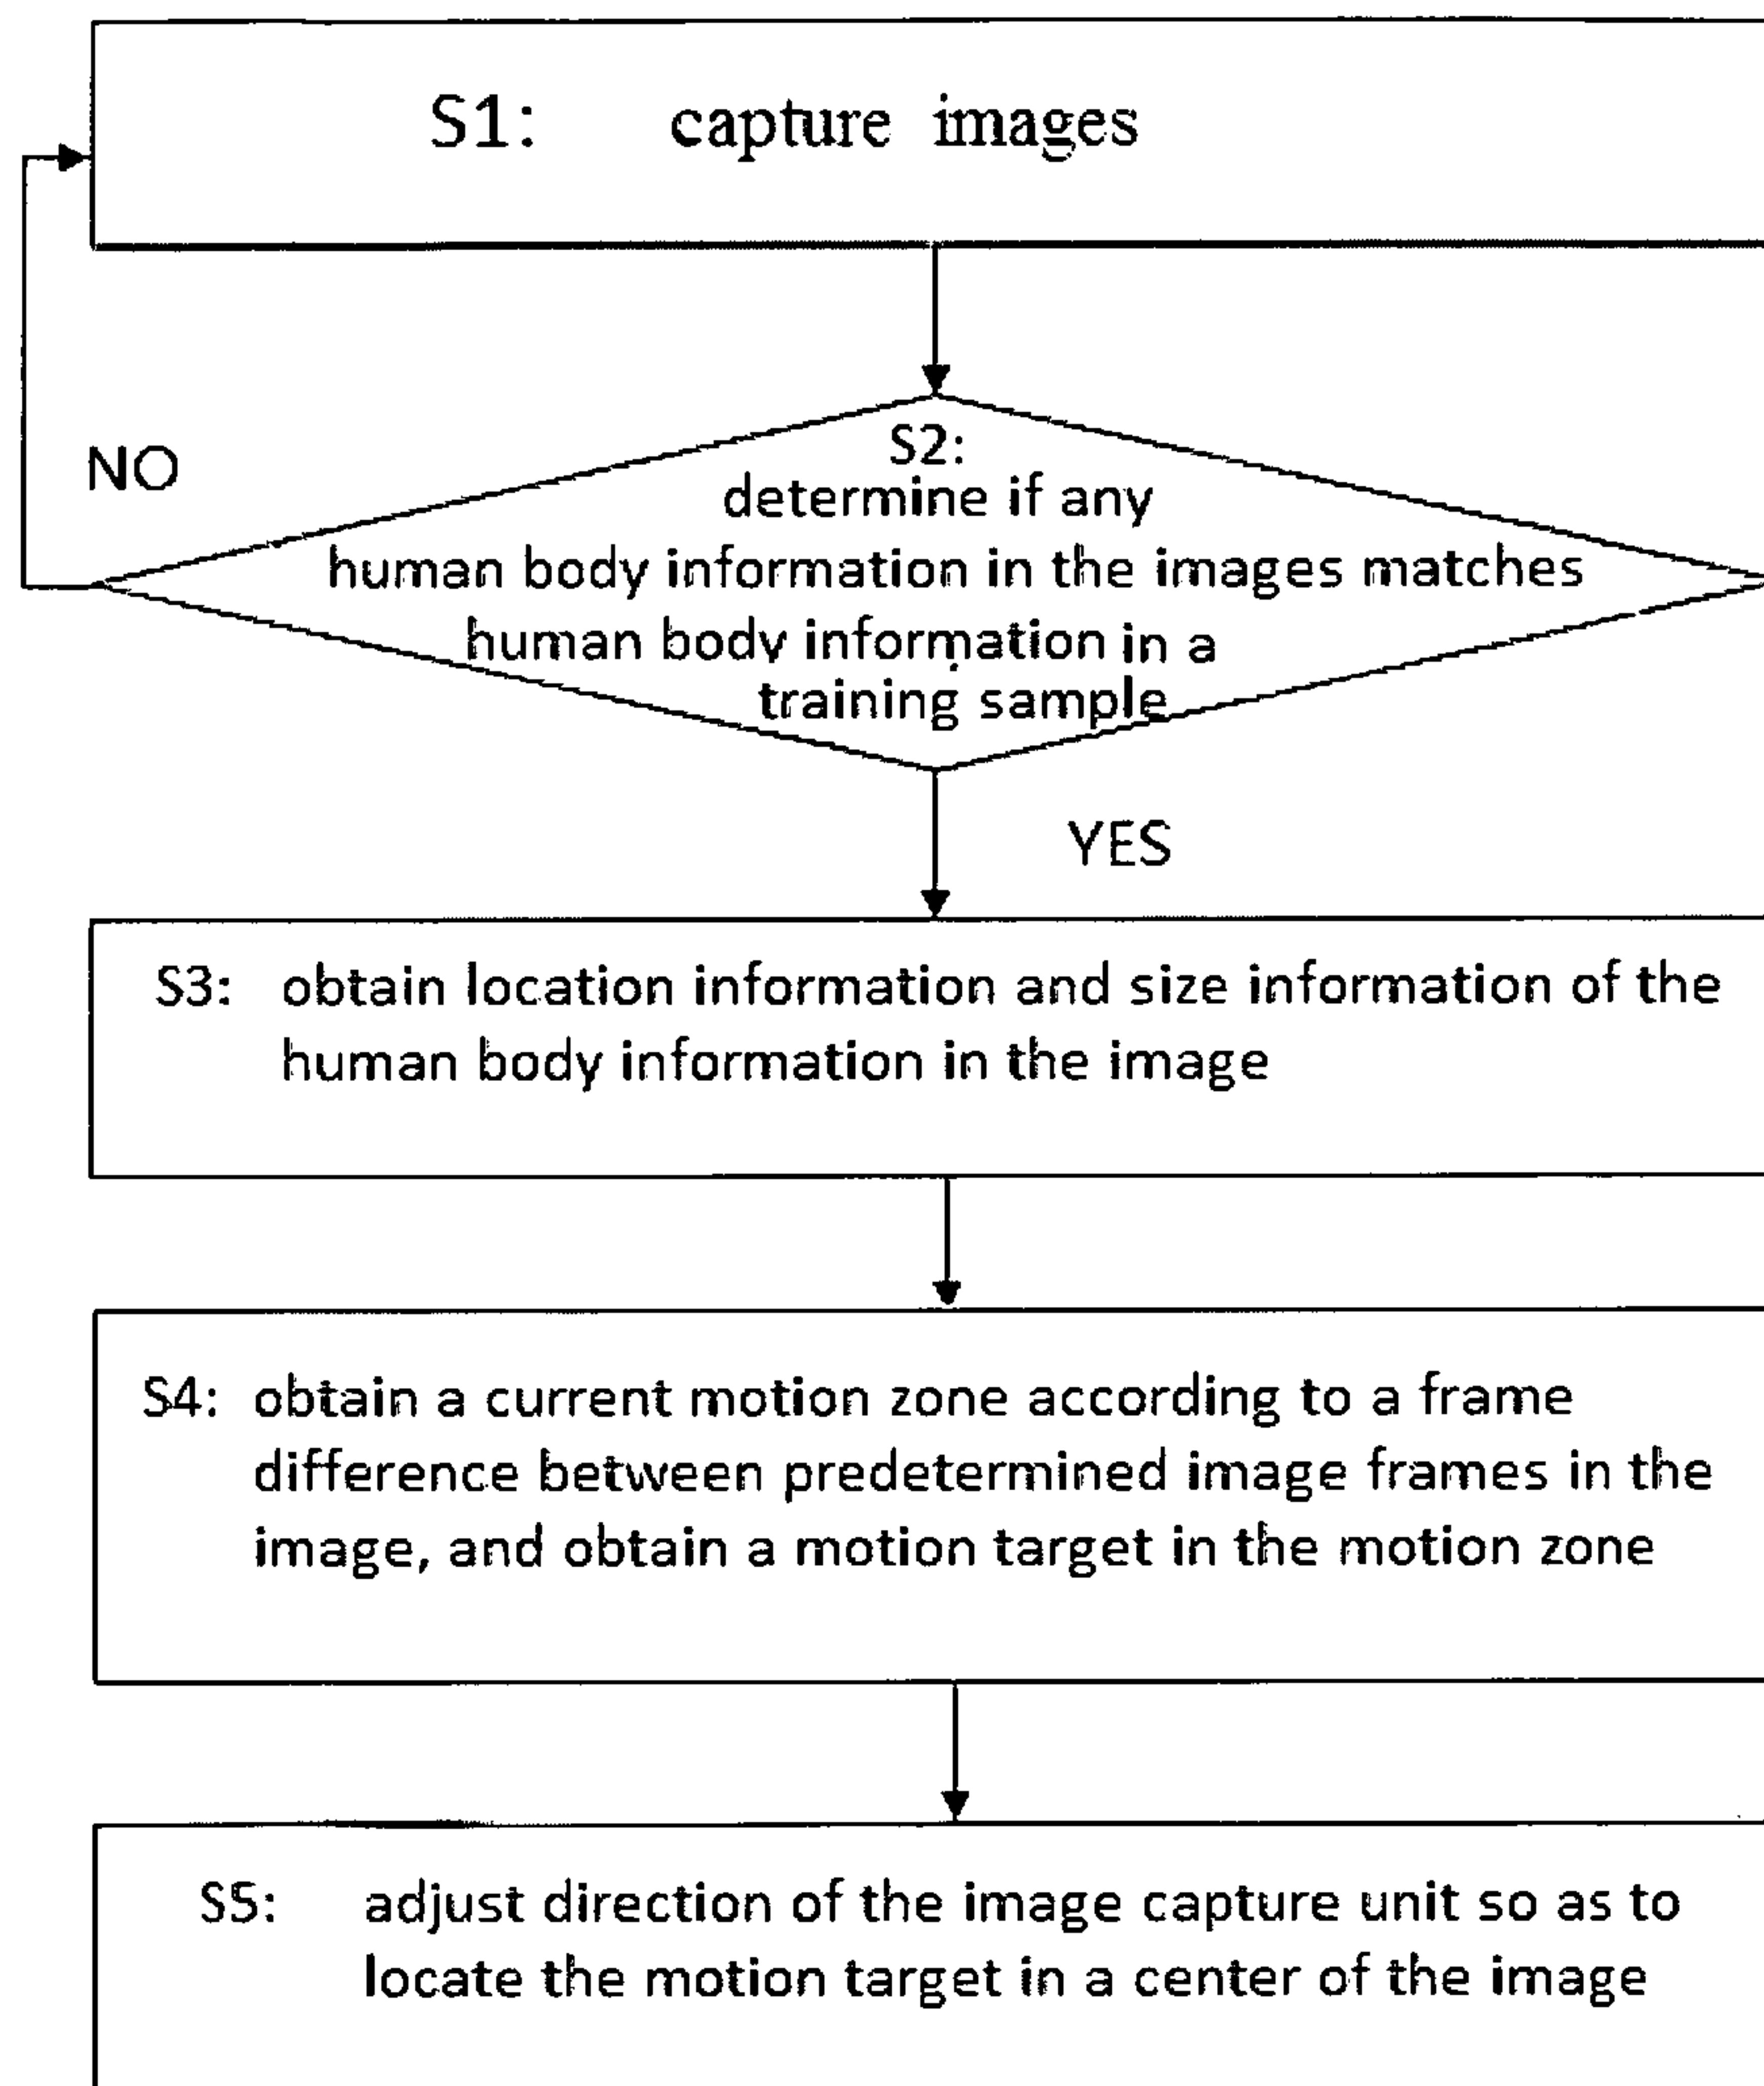 S1: capture images
NO
S2:
determine if any
human body information in the images matches
human body information in a
training sample
YES
S3: obtain location information and size information of the
human body information in the image
S4: obtain a current motion zone according to a frame
difference between predetermined image frames in the
image, and obtain a motion target in the motion zone
S5: adjust direction of the image capture unit so as to
locate the motion target in a center of the image